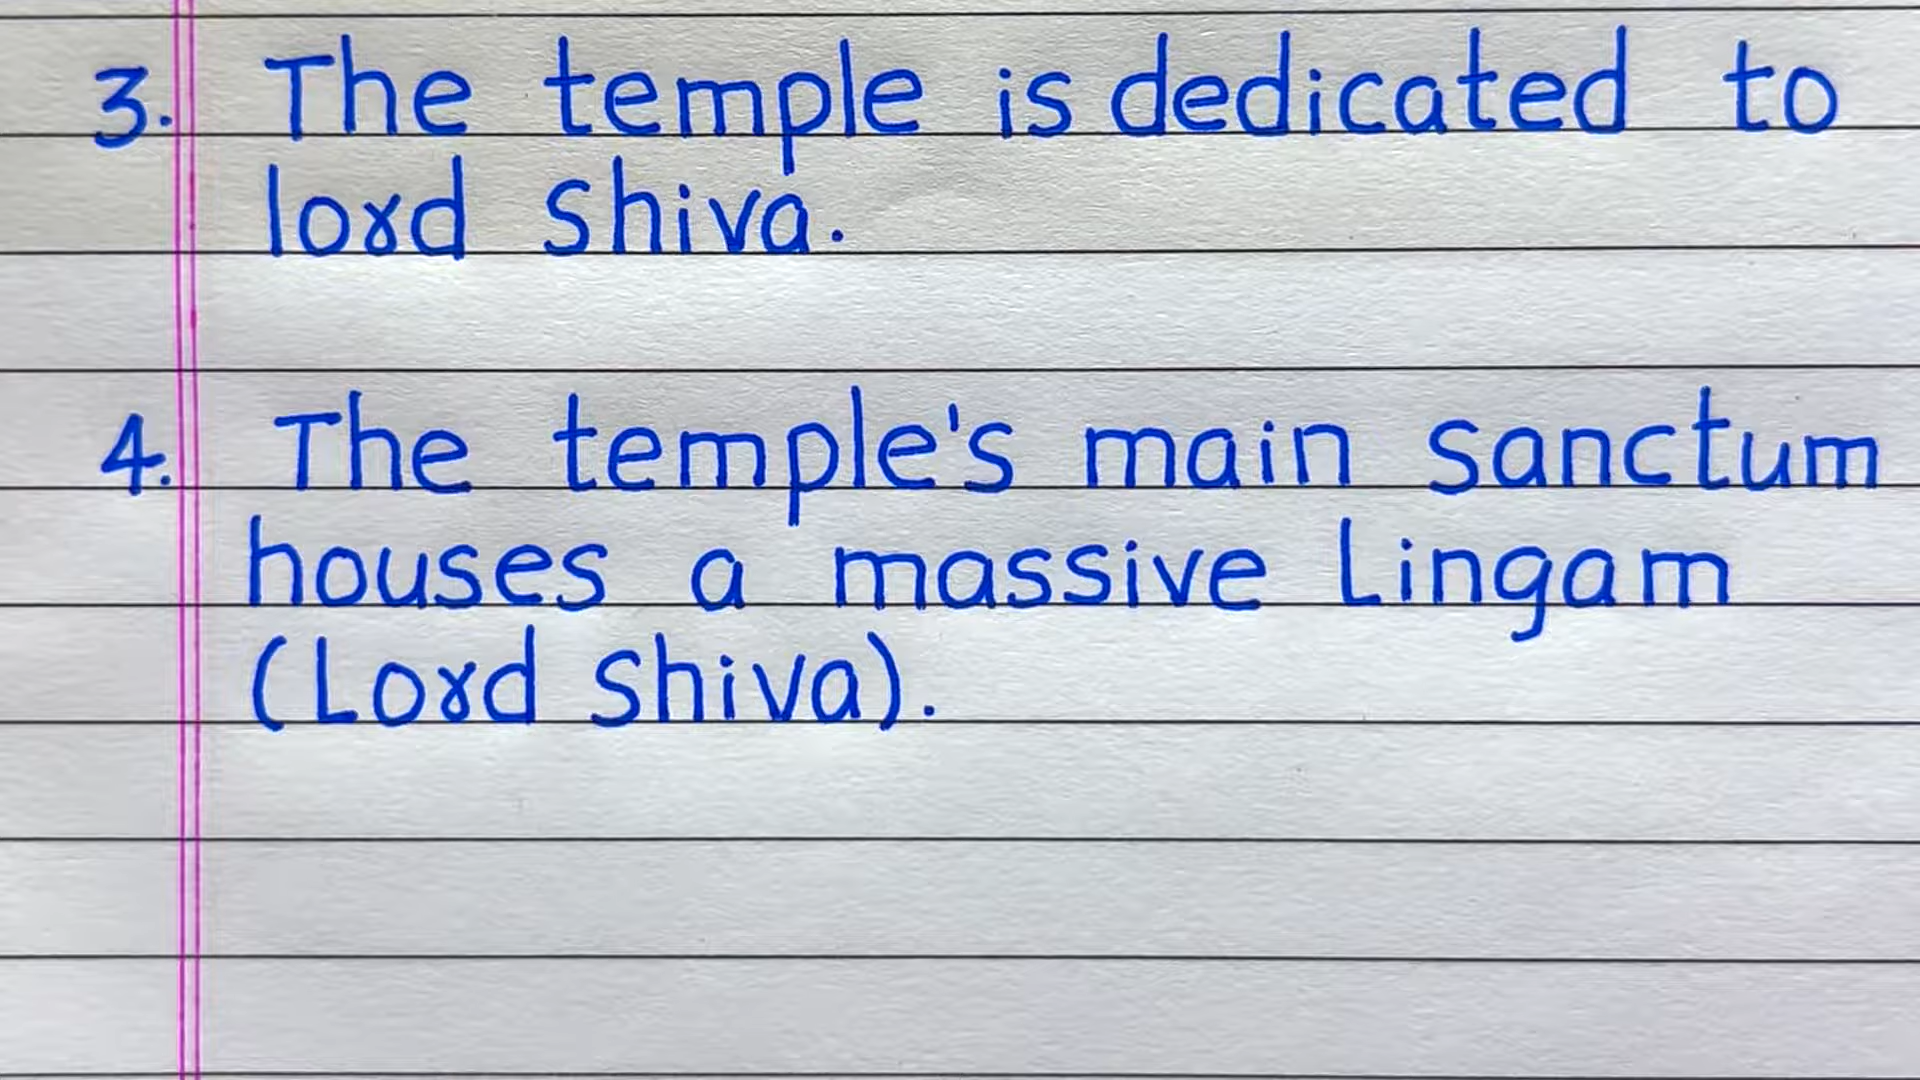 3. The temple is dedicated to
lord Shiva.
4. The temple's main sanctum
houses a massive Lingam
(Lord Shiva).